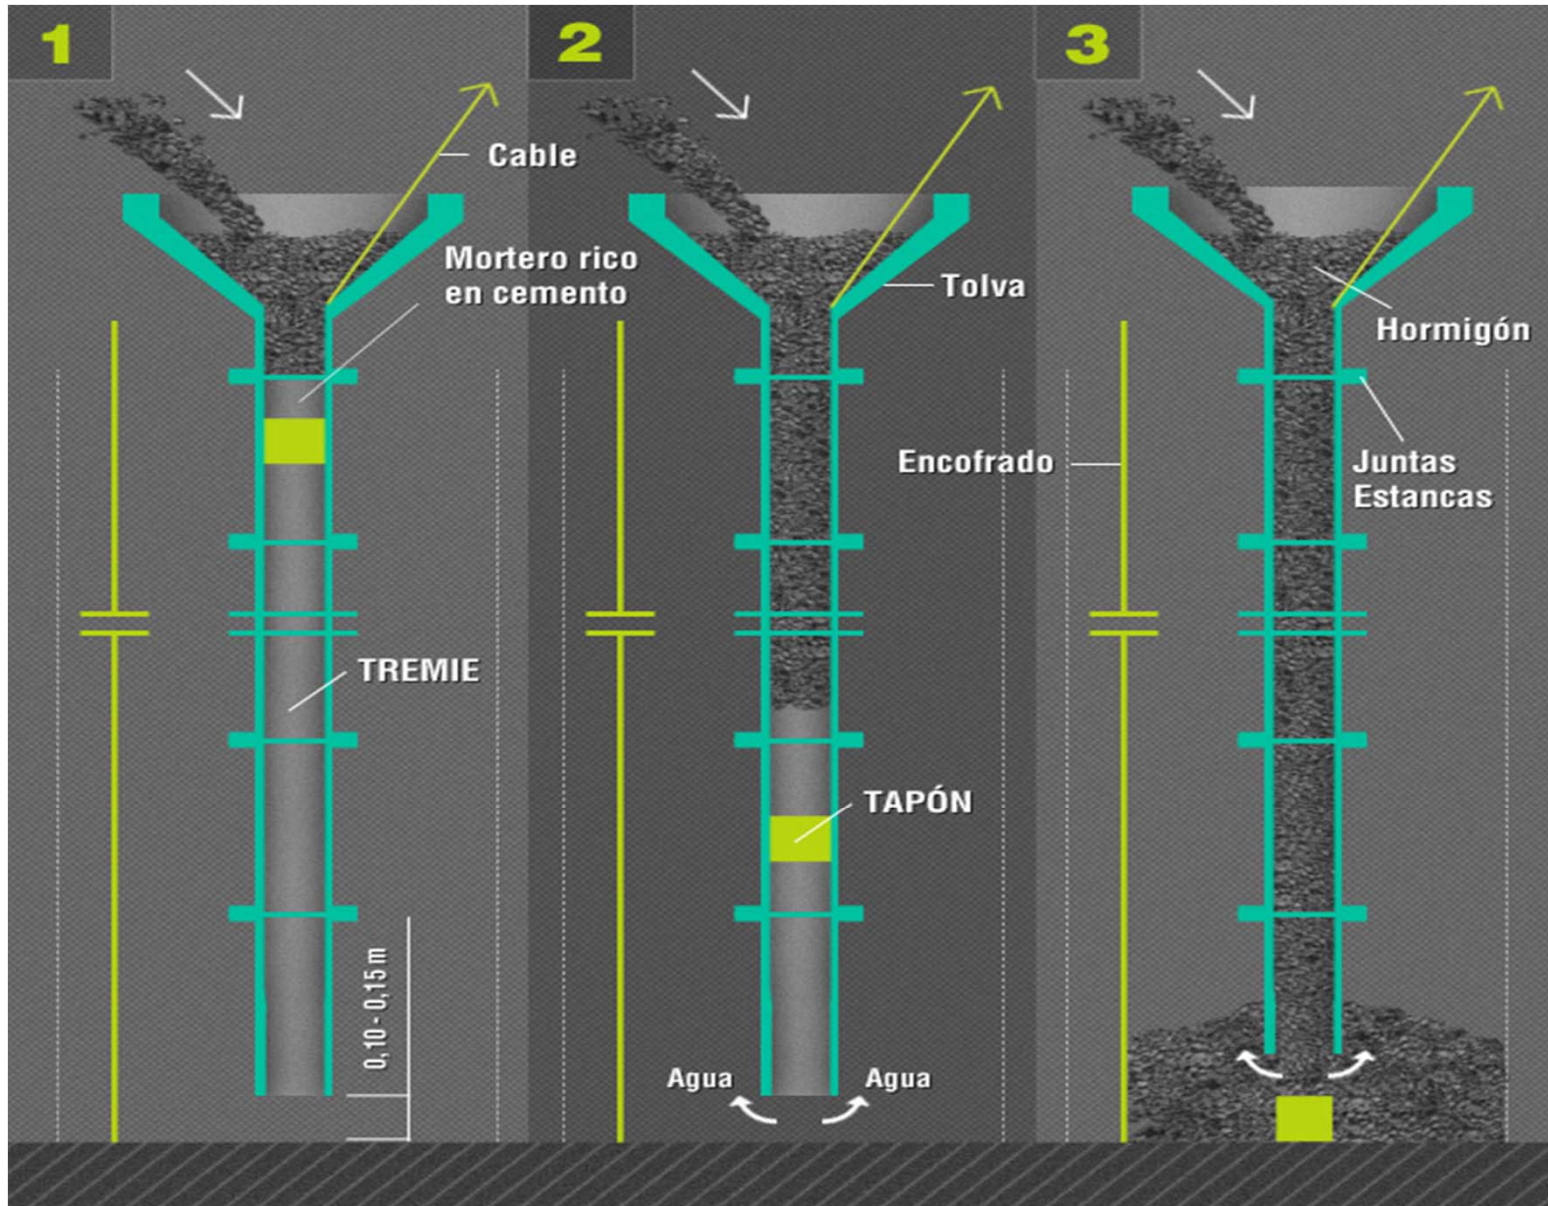 1
2
3
Cable
Mortero rico
en cemento
Tolva
Hormigón
Encofrado
Juntas
Estancas
TREMIE
TAPÓN
0,10 - 0,15 m
Agua
Agua